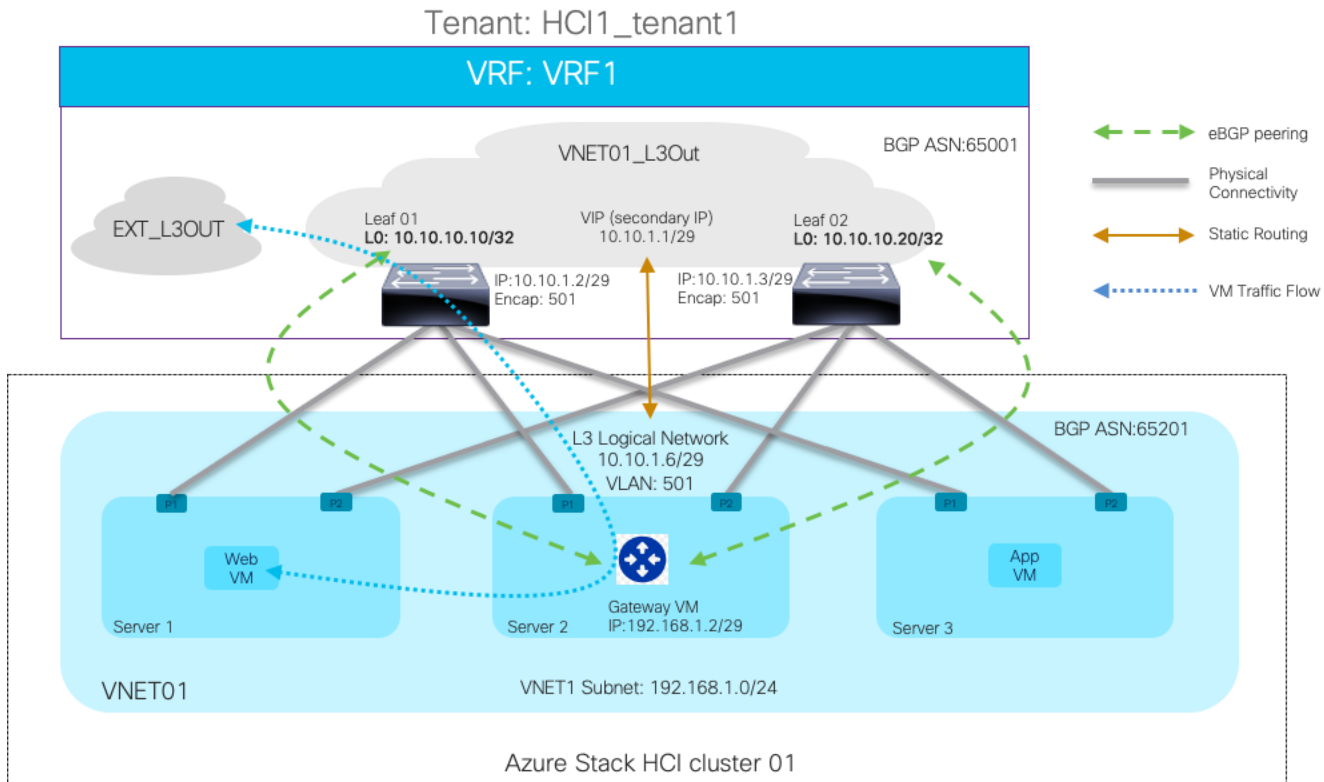 Tenant: HCI1_tenant1
VRF: VRF1
BGP ASN:65001
VNET01_L3Out
EXT_L3OUT
Leaf 01
L0: 10.10.10.10/32
VIP (secondary IP)
10.10.1.1/29
Leaf 02
L0: 10.10.10.20/32
IP:10.10.1.2/29
Encap: 501
IP:10.10.1.3/29
Encap: 501
eBGP peering
Physical
Connectivity
Static Routing
VM Traffic Flow
BGP ASN:65201
L3 Logical Network
10.10.1.6/29
VLAN: 501
P1
P2
P1
P2
P1
P2
Web
VM
App
VM
Gateway VM
IP:192.168.1.2/29
Server 1
Server 2
Server 3
VNET01
VNET1 Subnet: 192.168.1.0/24
Azure Stack HCI cluster 01